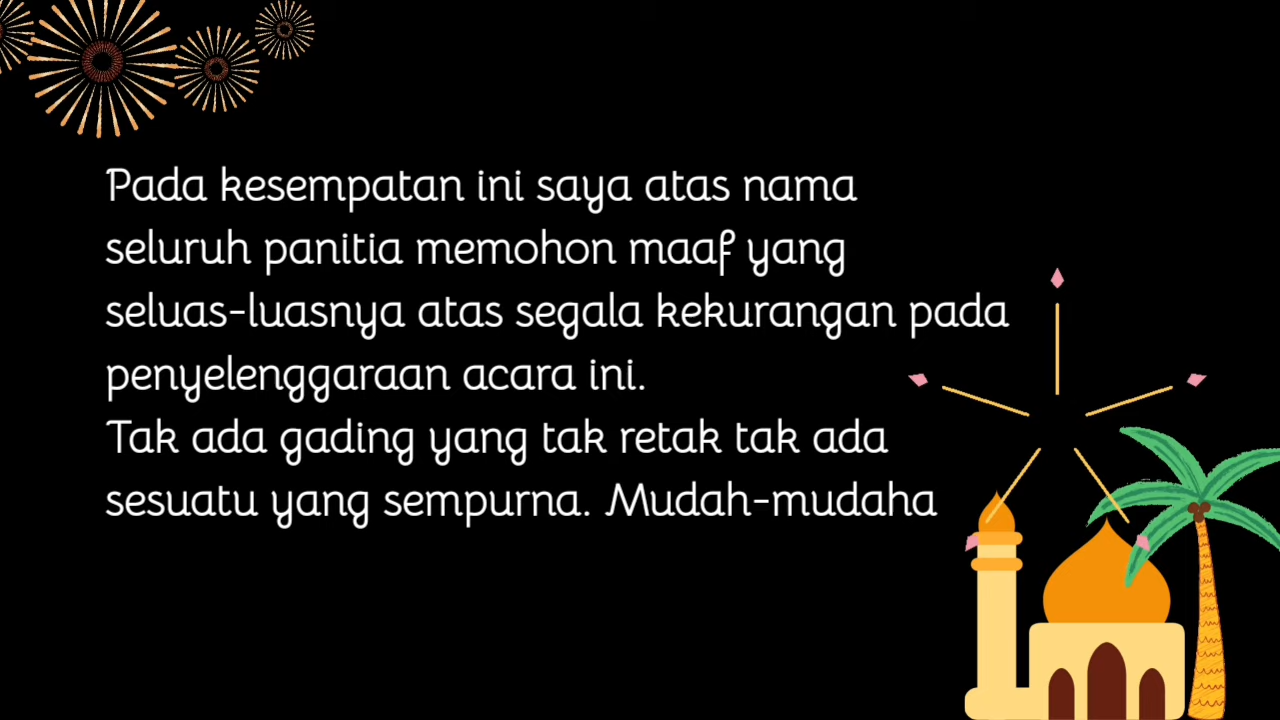 Pada kesempatan ini saya atas nama
seluruh panitia memohon maaf yang
seluas-luasnya atas segala kekurangan pada
penyelenggaraan acara ini.
Tak ada gading yang tak retak tak ada
sesuatu yang sempurna. Mudah-mudaha